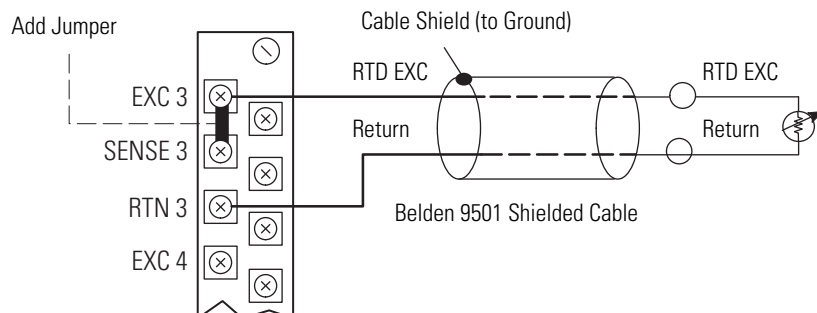 Cable Shield (to Ground)
Add Jumper
RTD EXC
RTD EXC
EXC 3
Return
Return
SENSE 3
RTN 3
Belden 9501 Shielded Cable
EXC 4